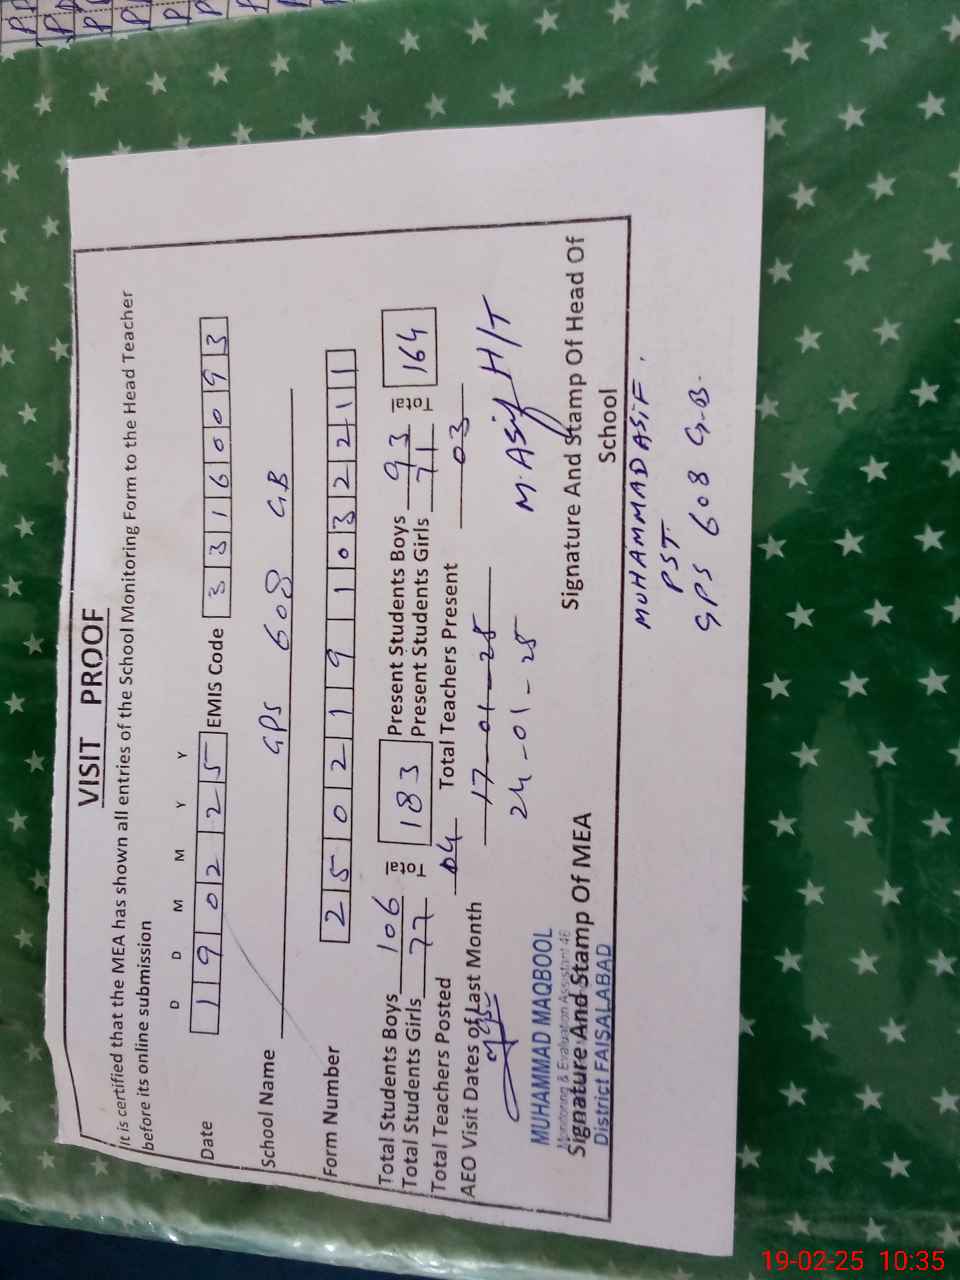 VISIT PROOF
It is certified that the MEA has shown all entries of the School Monitoring Form to the Head Teacher
before its online submission
D D M M Y Y
Date 1 9 0 2 2 5 EMIS Code 3 3 1 6 0 0 9 3
School Name GPS 608 GB
Form Number 2 5 0 2 1 9 1 0 3 2 2 1 1
Total Students Boys 106 Total 183 Present Students Boys 93 Total 164
Total Students Girls 77 Present Students Girls 71
Total Teachers Posted 04 Total Teachers Present 03
AEO Visit Dates of Last Month 17-01-25
24-01-25
M. Asif H/T
MUHAMMAD MAQBOOL
Monitoring & Evaluation Assistant 46
Signature And Stamp Of MEA
District FAISALABAD
Signature And Stamp Of Head Of
School
MUHAMMAD ASIF.
PST
GPS 608 G.B.
19-02-25 10:35